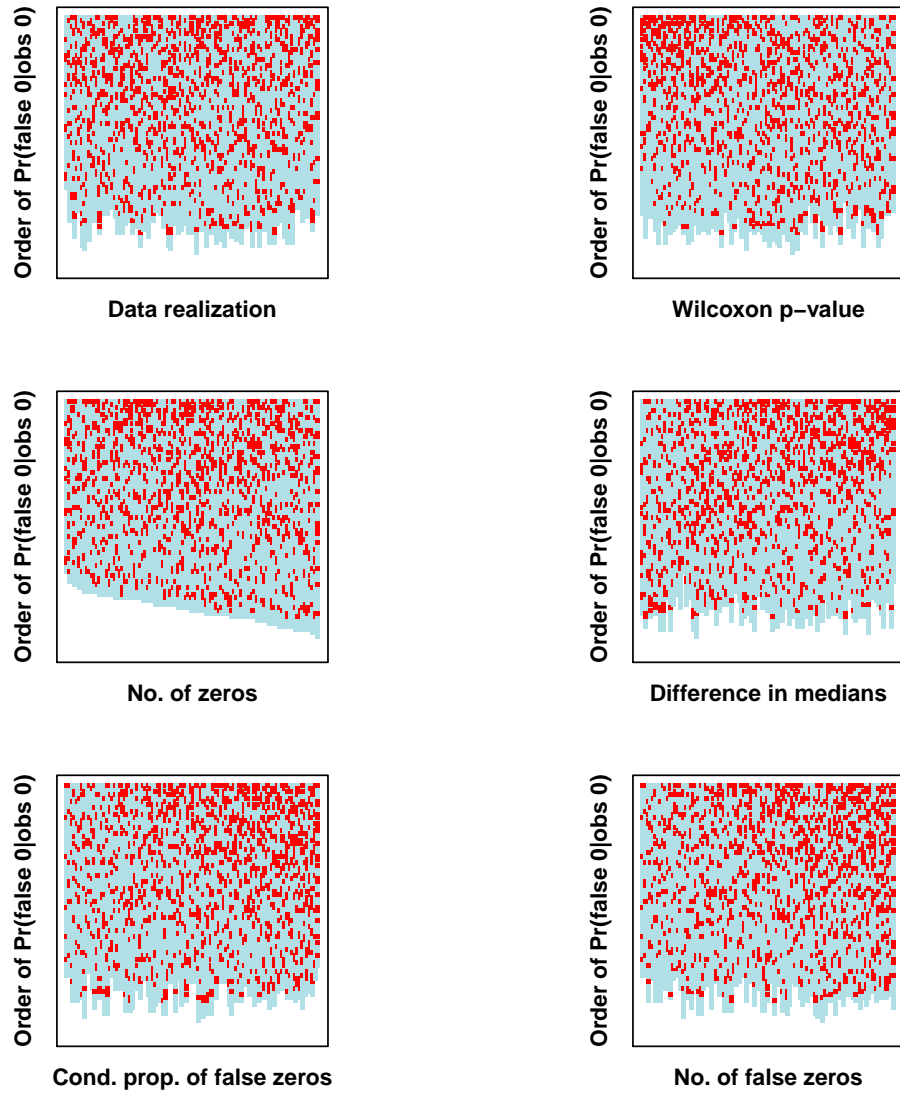 Order of Pr(false 0|obs 0)
Data realization
Order of Pr(false 0|obs 0)
Wilcoxon p−value
Order of Pr(false 0|obs 0)
No. of zeros
Order of Pr(false 0|obs 0)
Difference in medians
Order of Pr(false 0|obs 0)
Cond. prop. of false zeros
Order of Pr(false 0|obs 0)
No. of false zeros